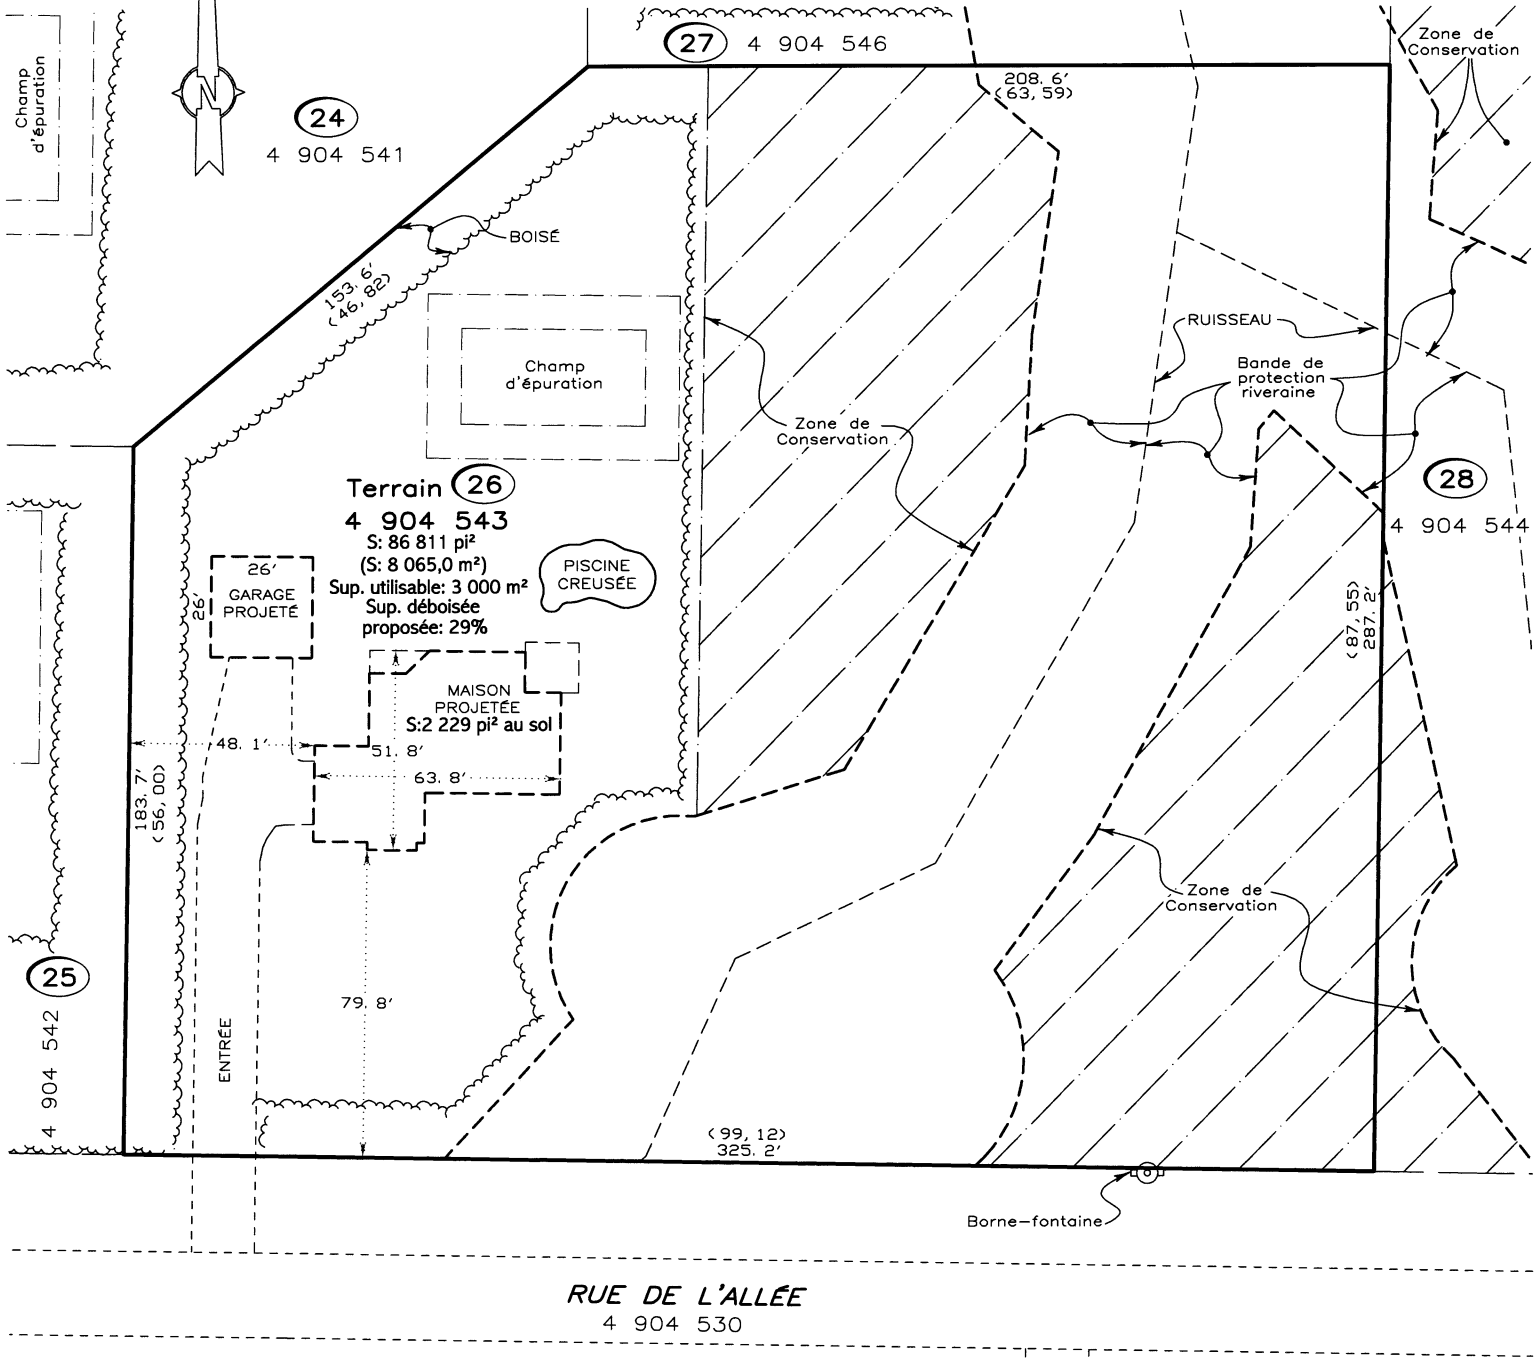 27
4 904 546
Zone de
Conservation
Champ
d'épuration
N
24
4 904 541
208.6'
(63,59)
BOISÉ
153.6'
(46,82)
RUISSEAU
Champ
d'épuration
Bande de
protection
riveraine
Zone de
Conservation
Terrain 26
4 904 543
S: 86 811 pi²
(S: 8 065,0 m²)
Sup. utilisable: 3 000 m²
Sup. déboisée
proposée: 29%
28
4 904 544
26'
26'
GARAGE
PROJETÉ
PISCINE
CREUSÉE
(87,55)
287.2'
MAISON
PROJETÉE
S:2 229 pi² au sol
48.1'
51.8'
63.8'
183.7'
(56,00)
Zone de
Conservation
25
4 904 542
79.8'
ENTRÉE
(99,12)
325.2'
Borne-fontaine
RUE DE L'ALLÉE
4 904 530